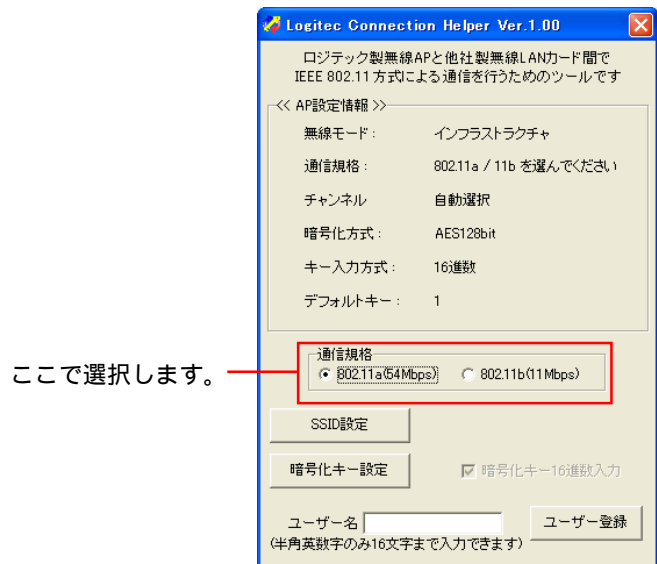 Logitec Connection Helper Ver.1.00
ロジテック製無線APと他社製無線LANカード間で
IEEE 802.11 方式による通信を行うためのツールです
<< AP設定情報 >>
無線モード : インフラストラクチャ
通信規格 : 802.11a / 11b を選んでください
チャンネル 自動選択
暗号化方式 : AES128bit
キー入力方式 : 16進数
デフォルトキー : 1
ここで選択します。
通信規格
802.11a(54Mbps) 802.11b(11Mbps)
SSID設定
暗号化キー設定 暗号化キー16進数入力
ユーザー名 ユーザー登録
(半角英数字のみ16文字まで入力できます)